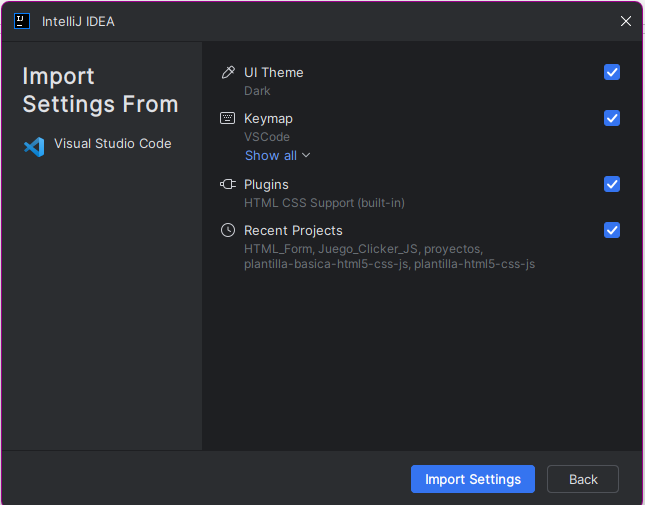 IntelliJ IDEA
Import
Settings From
Visual Studio Code
UI Theme
Dark
Keymap
VSCode
Show all
Plugins
HTML CSS Support (built-in)
Recent Projects
HTML_Form, Juego_Clicker_JS, proyectos,
plantilla-basica-html5-css-js, plantilla-html5-css-js
Import Settings
Back